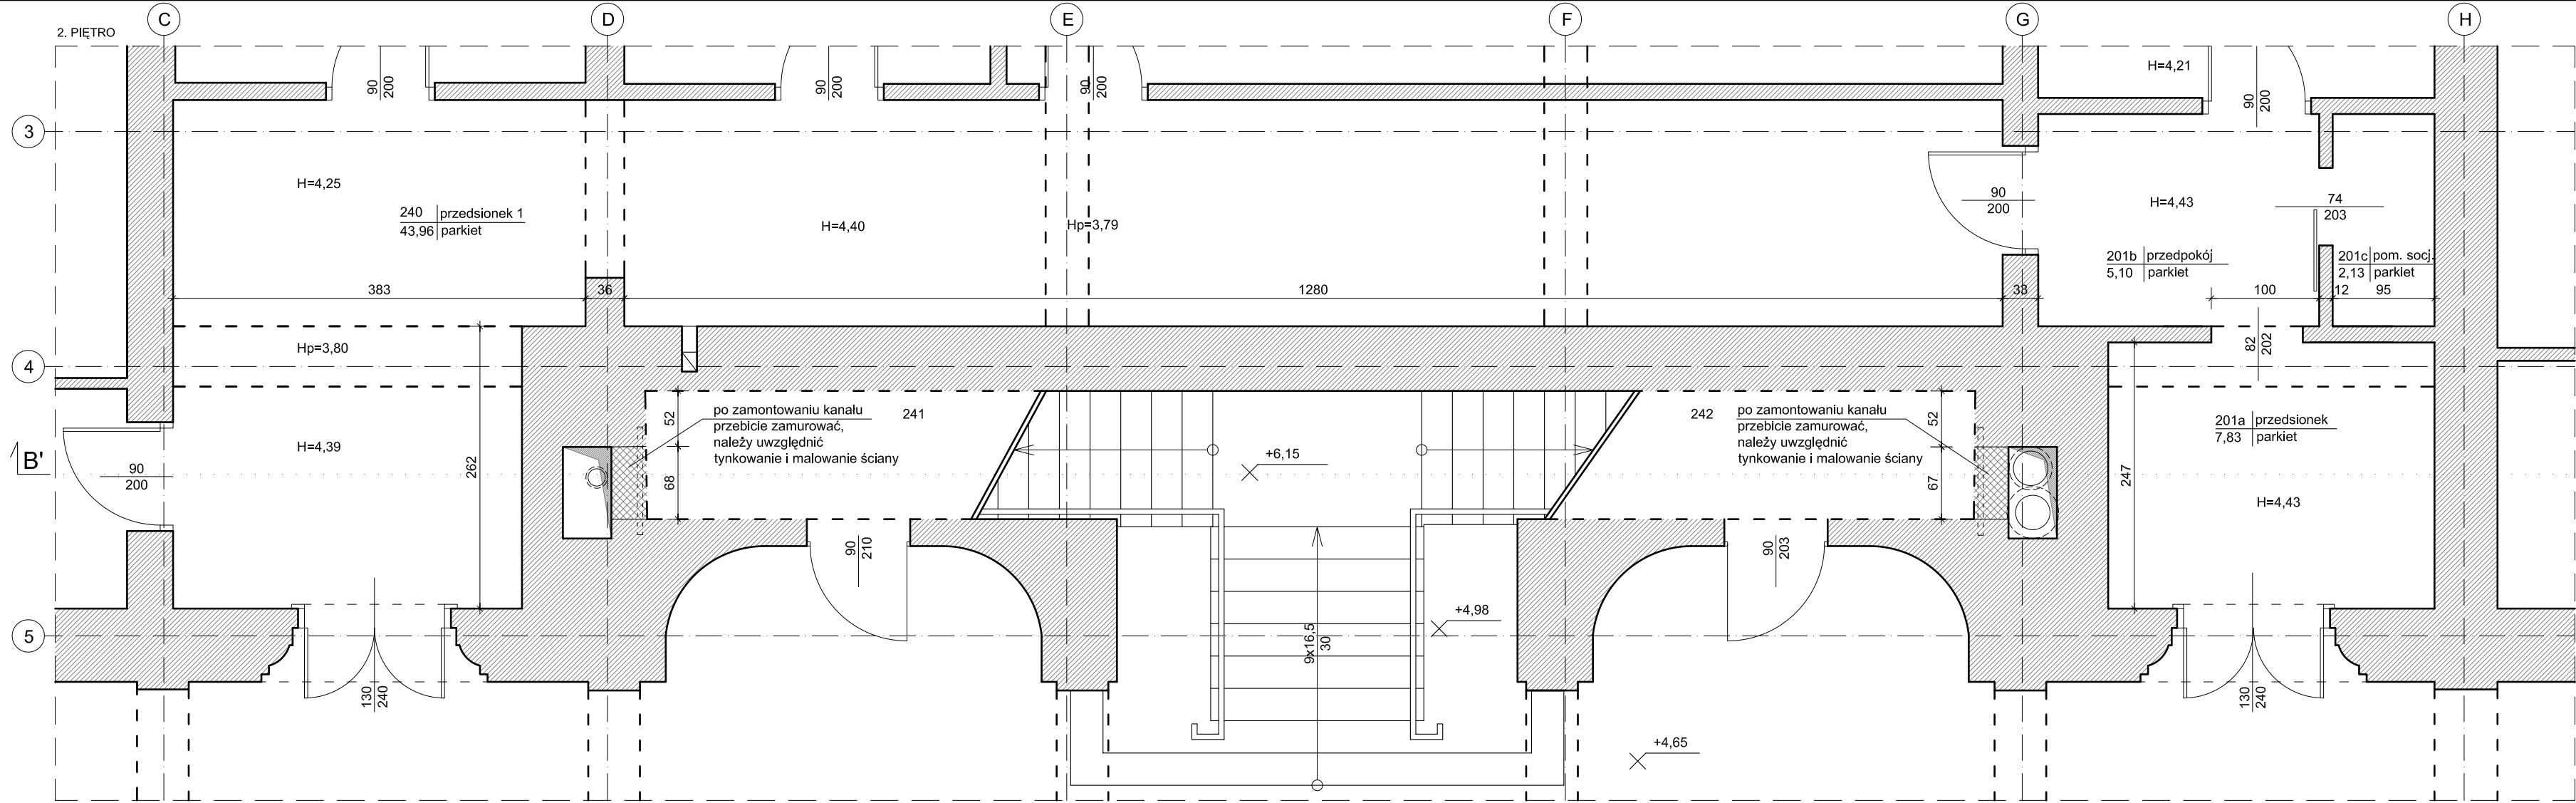 C D E F G H
2. PIĘTRO
90
200
90
200
90
200
H=4,21
90
200
3
H=4,25
240 przedsionek 1
43,96 parkiet
H=4,40
Hp=3,79
90
200
H=4,43
74
203
201b przedpokój
5,10 parkiet
201c pom. socj.
2,13 parkiet
383 36 1280 33 100 12 95
Hp=3,80
4
82
202
52
po zamontowaniu kanału
przebicie zamurować,
należy uwzględnić
tynkowanie i malowanie ściany
241
242
po zamontowaniu kanału
przebicie zamurować,
należy uwzględnić
tynkowanie i malowanie ściany
52
201a przedsionek
7,83 parkiet
H=4,39
B'
90
200
262
68
+6,15
67
247
H=4,43
90
210
90
203
+4,98
5
9x16,5
30
130
240
130
240
+4,65